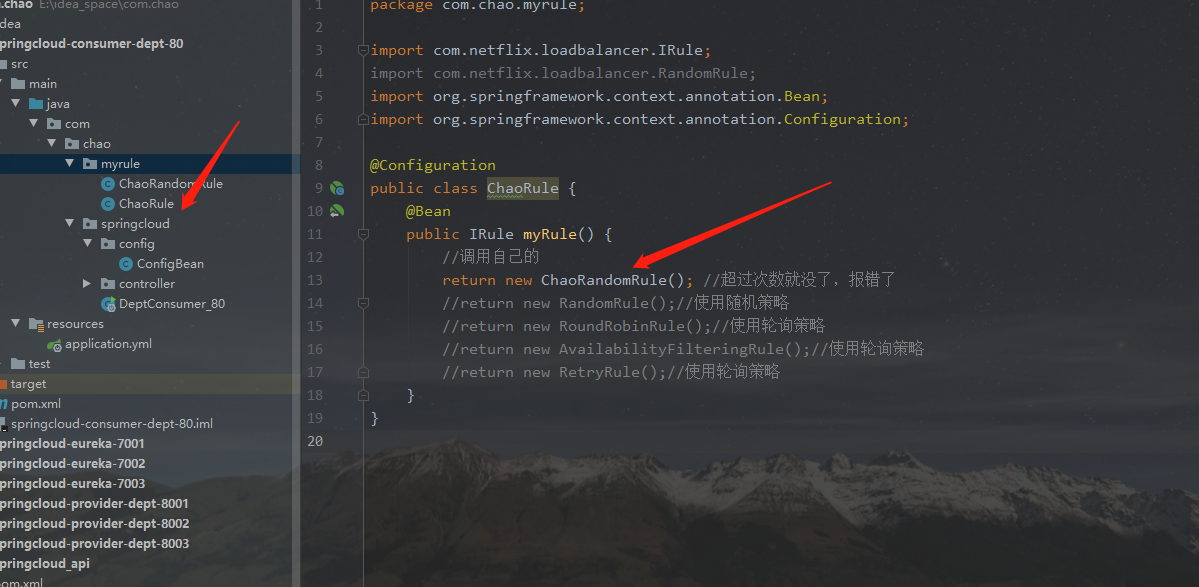 .chao E:\idea_space\com.chao
dea
pringcloud-consumer-dept-80
src
main
java
com
chao
myrule
ChaoRandomRule
ChaoRule
springcloud
config
ConfigBean
controller
DeptConsumer_80
resources
application.yml
test
target
pom.xml
springcloud-consumer-dept-80.iml
pringcloud-eureka-7001
pringcloud-eureka-7002
pringcloud-eureka-7003
pringcloud-provider-dept-8001
pringcloud-provider-dept-8002
pringcloud-provider-dept-8003
pringcloud_api
om.xml
1 package com.chao.myrule;
2
3 import com.netflix.loadbalancer.IRule;
4 import com.netflix.loadbalancer.RandomRule;
5 import org.springframework.context.annotation.Bean;
6 import org.springframework.context.annotation.Configuration;
7
8 @Configuration
9 public class ChaoRule {
10 @Bean
11 public IRule myRule() {
12 //调用自己的
13 return new ChaoRandomRule(); //超过次数就没了，报错了
14 //return new RandomRule();//使用随机策略
15 //return new RoundRobinRule();//使用轮询策略
16 //return new AvailabilityFilteringRule();//使用轮询策略
17 //return new RetryRule();//使用轮询策略
18 }
19 }
20